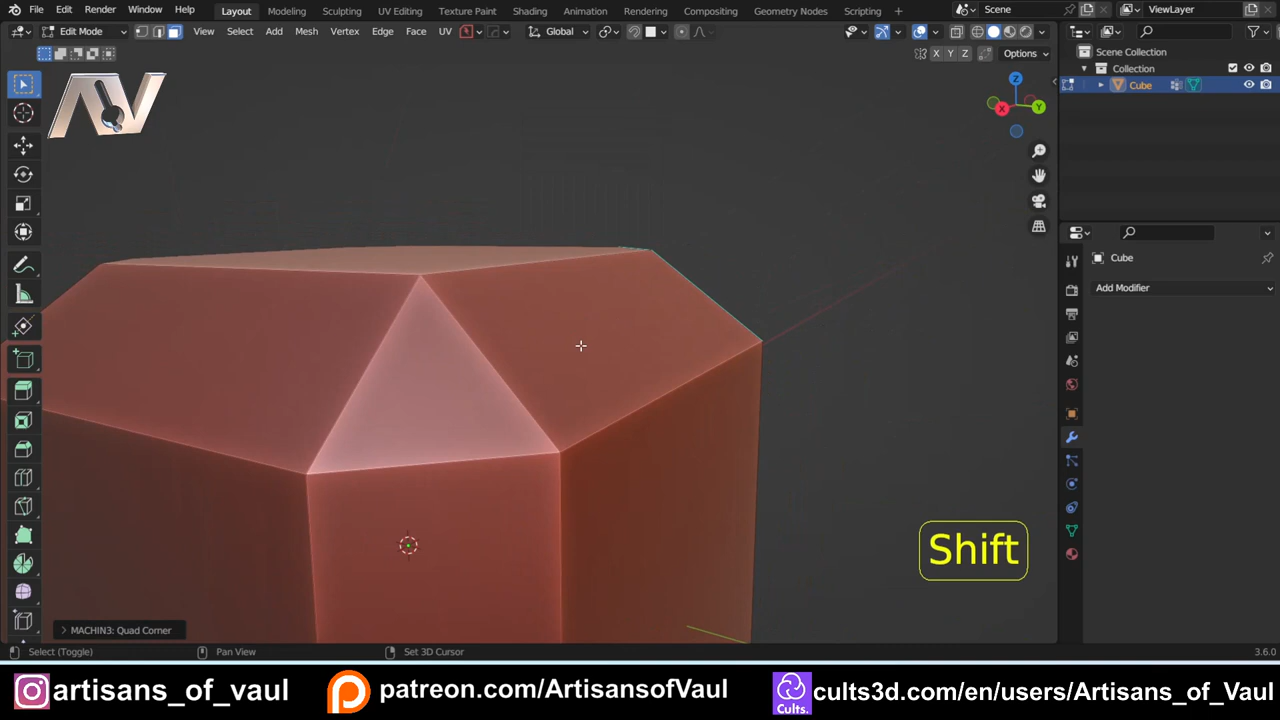 File Edit Render Window Help Layout Modeling Sculpting UV Editing Texture Paint Shading Animation Rendering Compositing Geometry Nodes Scripting + Scene ViewLayer
Edit Mode View Select Add Mesh Vertex Edge Face UV Global
X Y Z Options
Scene Collection
Collection
Cube
AV
Z
X Y
Cube
Add Modifier
Shift
MACHIN3: Quad Corner
Select (Toggle) Pan View Set 3D Cursor 3.6.0
artisans_of_vaul patreon.com/ArtisansofVaul Cults. cults3d.com/en/users/Artisans_of_Vaul